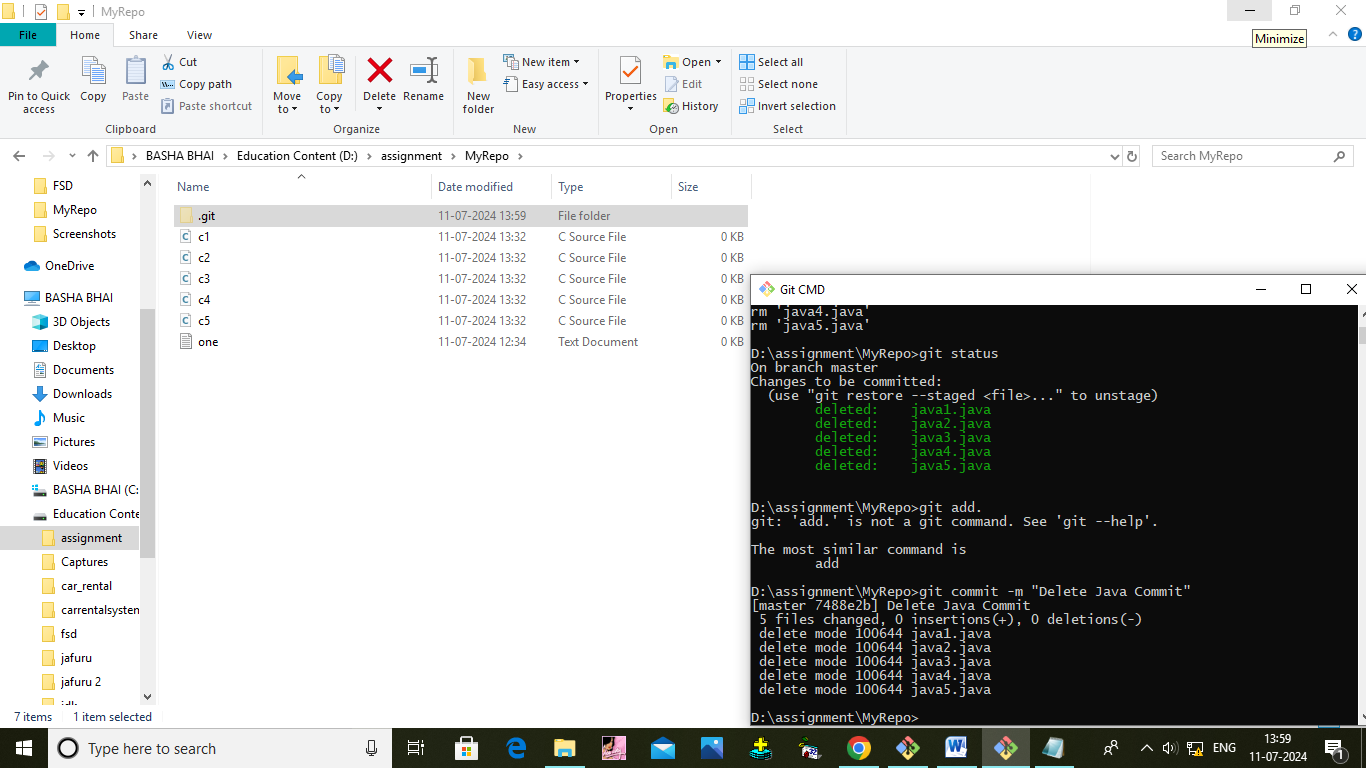 MyRepo
File Home Share View
Minimize
Pin to Quick access
Copy
Paste
Cut
Copy path
Paste shortcut
Move to
Copy to
Delete
Rename
New folder
New item
Easy access
Properties
Open
Edit
History
Select all
Select none
Invert selection
Clipboard Organize New Open Select
BASHA BHAI › Education Content (D:) › assignment › MyRepo ›
Search MyRepo
FSD
MyRepo
Screenshots
OneDrive
BASHA BHAI
3D Objects
Desktop
Documents
Downloads
Music
Pictures
Videos
BASHA BHAI (C:
Education Conte
assignment
Captures
car_rental
carrentalsystem
fsd
jafuru
jafuru 2
Name Date modified Type Size
.git 11-07-2024 13:59 File folder
c1 11-07-2024 13:32 C Source File 0 KB
c2 11-07-2024 13:32 C Source File 0 KB
c3 11-07-2024 13:32 C Source File 0 KB
c4 11-07-2024 13:32 C Source File 0 KB
c5 11-07-2024 13:32 C Source File 0 KB
one 11-07-2024 12:34 Text Document 0 KB
7 items 1 item selected
Git CMD
rm 'java4.java'
rm 'java5.java'
D:\assignment\MyRepo>git status
On branch master
Changes to be committed:
(use "git restore --staged <file>..." to unstage)
deleted: java1.java
deleted: java2.java
deleted: java3.java
deleted: java4.java
deleted: java5.java
D:\assignment\MyRepo>git add.
git: 'add.' is not a git command. See 'git --help'.
The most similar command is
add
D:\assignment\MyRepo>git commit -m "Delete Java Commit"
[master 7488e2b] Delete Java Commit
5 files changed, 0 insertions(+), 0 deletions(-)
delete mode 100644 java1.java
delete mode 100644 java2.java
delete mode 100644 java3.java
delete mode 100644 java4.java
delete mode 100644 java5.java
D:\assignment\MyRepo>
Type here to search
ENG
13:59
11-07-2024
1